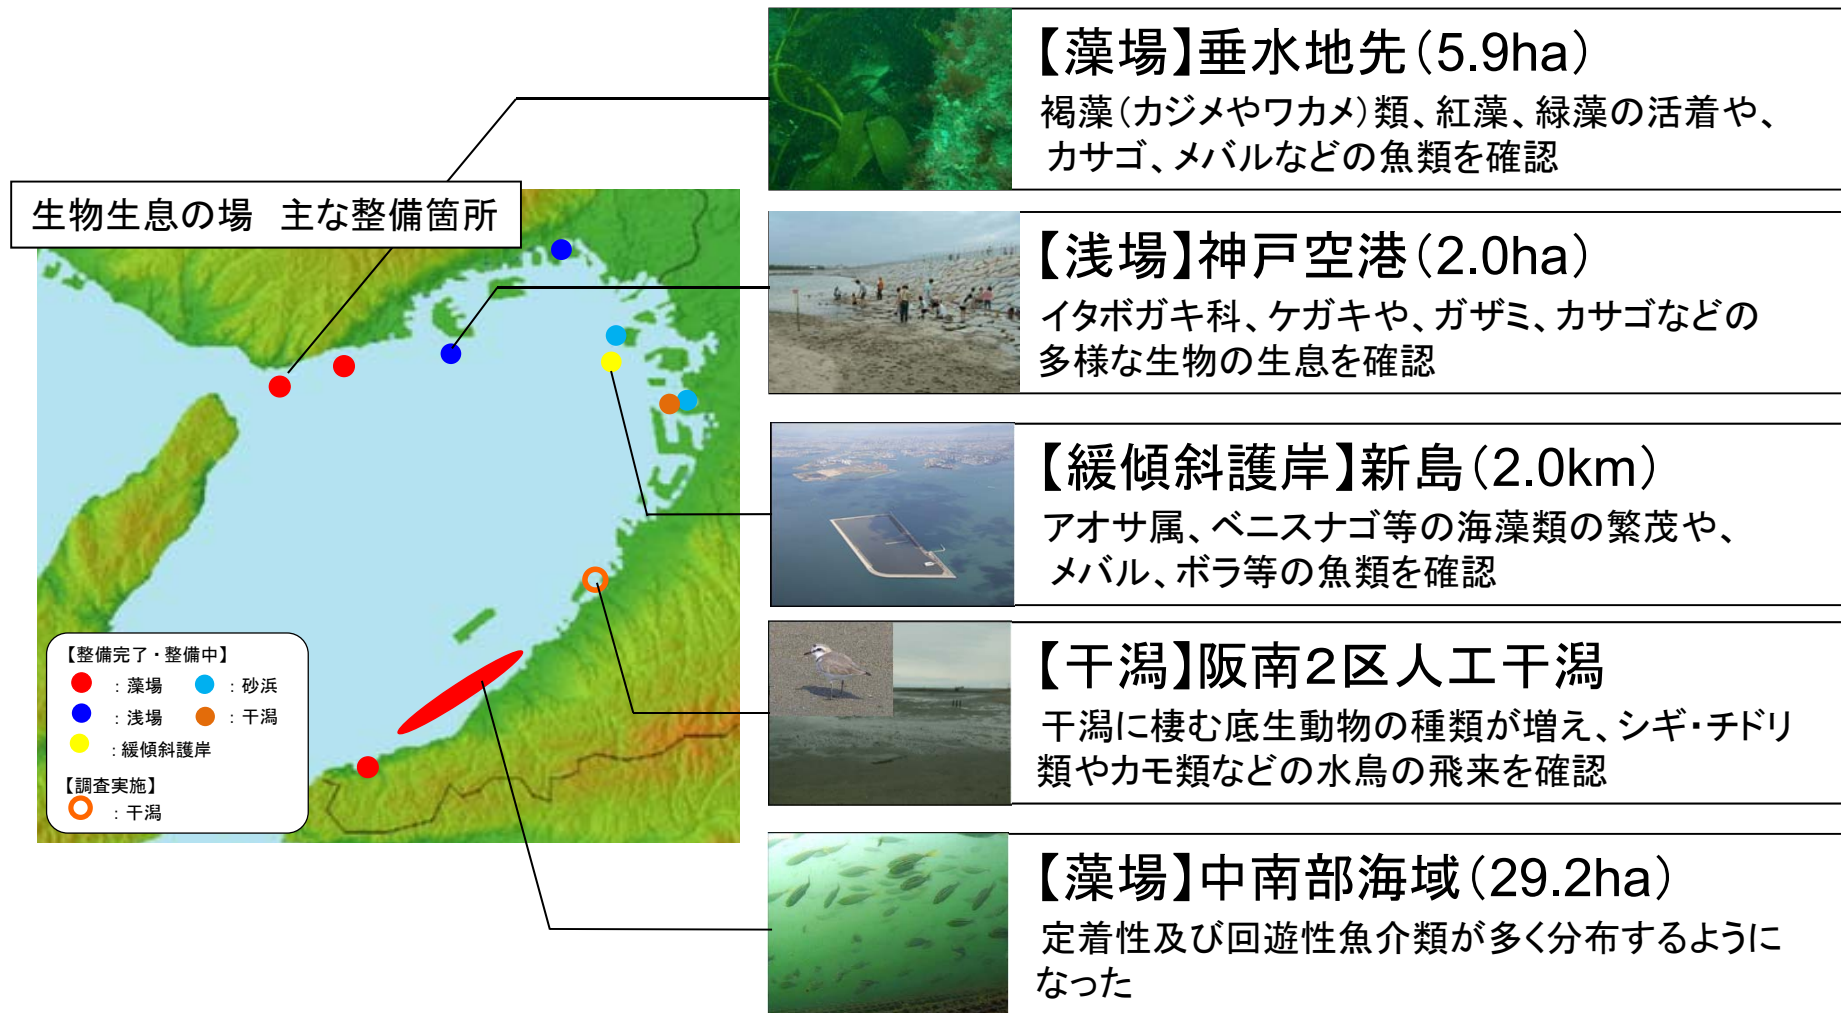 生物生息の場　主な整備箇所
【整備完了・整備中】
：藻場
：砂浜
：浅場
：干潟
：緩傾斜護岸
【調査実施】
：干潟
【藻場】垂水地先（5.9ha）
褐藻（カジメやワカメ）類、紅藻、緑藻の活着や、
カサゴ、メバルなどの魚類を確認
【浅場】神戸空港（2.0ha）
イタボガキ科、ケガキや、ガザミ、カサゴなどの
多様な生物の生息を確認
【緩傾斜護岸】新島（2.0km）
アオサ属、ベニスナゴ等の海藻類の繁茂や、
メバル、ボラ等の魚類を確認
【干潟】阪南２区人工干潟
干潟に棲む底生動物の種類が増え、シギ・チドリ
類やカモ類などの水鳥の飛来を確認
【藻場】中南部海域（29.2ha）
定着性及び回遊性魚介類が多く分布するように
なった